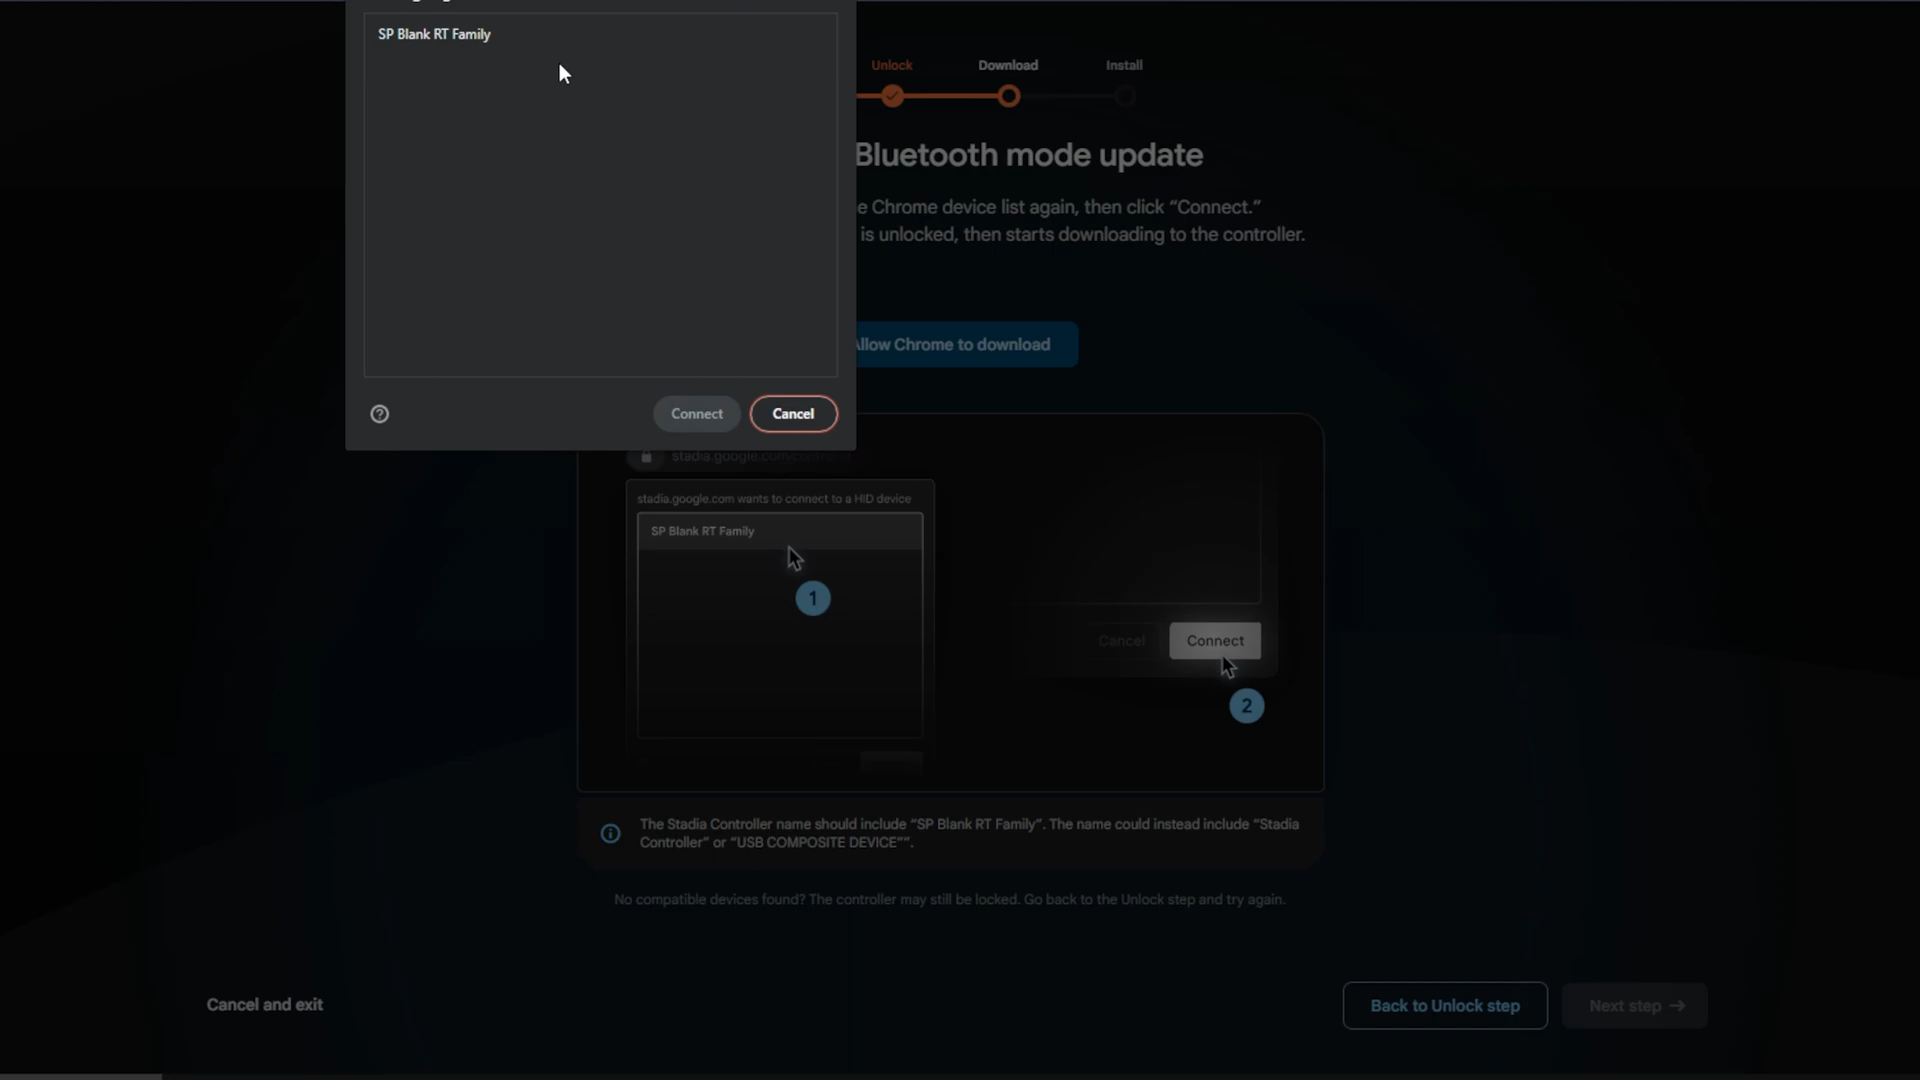 SP Blank RT Family
Unlock
Download
Install
Bluetooth mode update
e Chrome device list again, then click “Connect.”
is unlocked, then starts downloading to the controller.
Allow Chrome to download
Connect
Cancel
stadia.google.com/
stadia.google.com wants to connect to a HID device
SP Blank RT Family
1
Cancel
Connect
2
The Stadia Controller name should include “SP Blank RT Family”. The name could instead include “Stadia
Controller” or “USB COMPOSITE DEVICE””.
No compatible devices found? The controller may still be locked. Go back to the Unlock step and try again.
Cancel and exit
Back to Unlock step
Next step